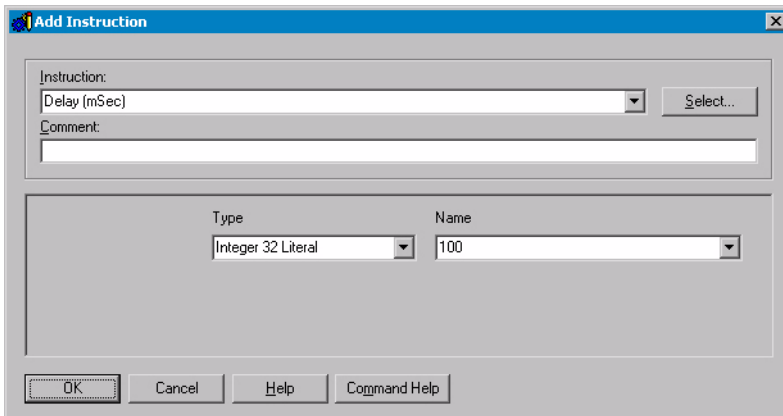 Add Instruction
Instruction:
Delay (mSec)
Select...
Comment:
Type Name
Integer 32 Literal 100
OK Cancel Help Command Help